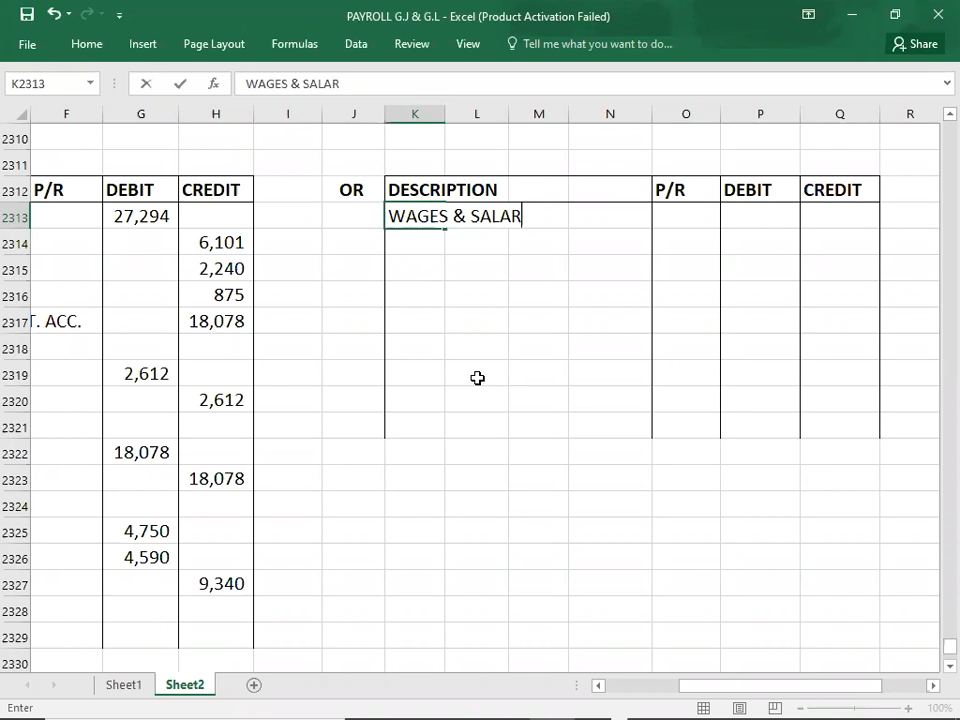 PAYROLL G.J & G.L - Excel (Product Activation Failed)
File Home Insert Page Layout Formulas Data Review View Tell me what you want to do... Share
K2313 fx WAGES & SALAR
F G H I J K L M N O P Q R
2310
2311
2312 P/R DEBIT CREDIT OR DESCRIPTION P/R DEBIT CREDIT
2313 27,294 WAGES & SALAR
2314 6,101
2315 2,240
2316 875
2317 T. ACC. 18,078
2318
2319 2,612
2320 2,612
2321
2322 18,078
2323 18,078
2324
2325 4,750
2326 4,590
2327 9,340
2328
2329
2330
Sheet1 Sheet2
Enter 100%